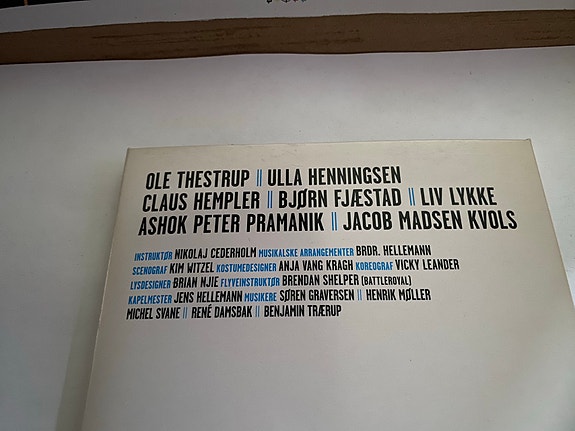 OLE THESTRUP || ULLA HENNINGSEN
CLAUS HEMPLER || BJØRN FJÆSTAD || LIV LYKKE
ASHOK PETER PRAMANIK || JACOB MADSEN KVOLS
INSTRUKTØR NIKOLAJ CEDERHOLM MUSIKALSKE ARRANGEMENTER BRDR. HELLEMANN
SCENOGRAF KIM WITZEL KOSTUMEDESIGNER ANJA VANG KRAGH KOREOGRAF VICKY LEANDER
LYSDESIGNER BRIAN NJIE FLYVEINSTRUKTØR BRENDAN SHELPER (BATTLEROYAL)
KAPELMESTER JENS HELLEMANN MUSIKERE SØREN GRAVERSEN || HENRIK MØLLER
MICHEL SVANE || RENÉ DAMSBAK || BENJAMIN TRÆRUP